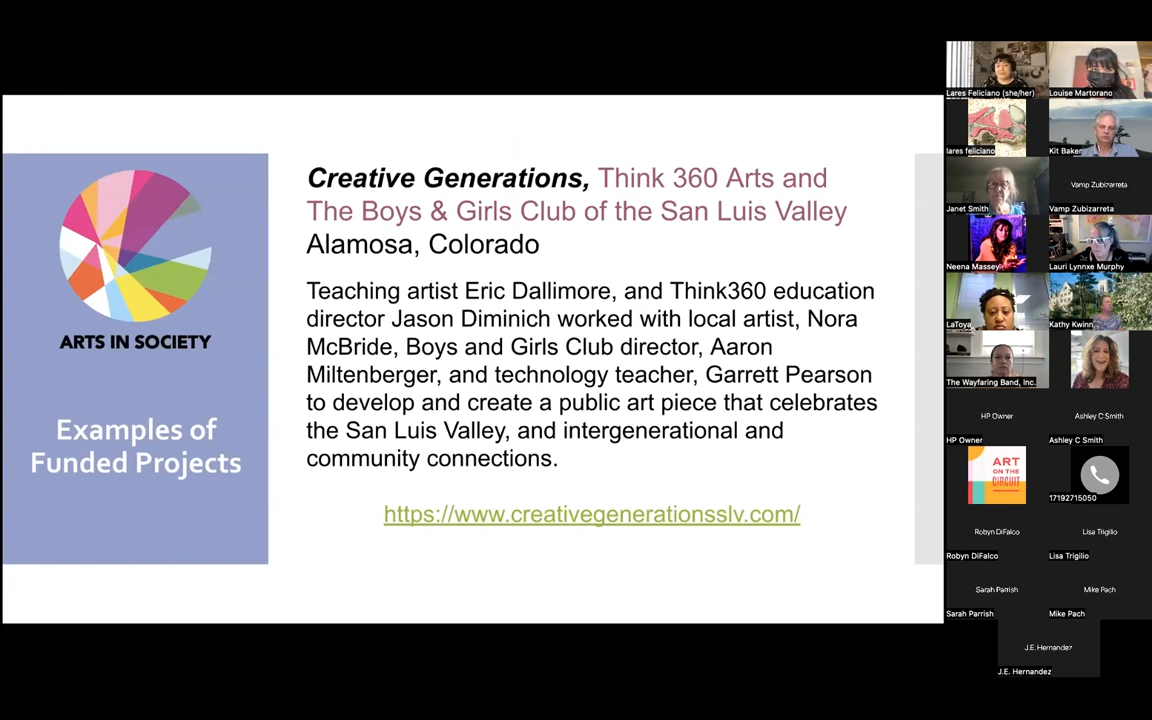 ARTS IN SOCIETY
Examples of
Funded Projects
Creative Generations, Think 360 Arts and
The Boys & Girls Club of the San Luis Valley
Alamosa, Colorado
Teaching artist Eric Dallimore, and Think360 education
director Jason Diminich worked with local artist, Nora
McBride, Boys and Girls Club director, Aaron
Miltenberger, and technology teacher, Garrett Pearson
to develop and create a public art piece that celebrates
the San Luis Valley, and intergenerational and
community connections.
https://www.creativegenerationsslv.com/
Lares Feliciano (she/her)
Louise Martorano
lares feliciano
Kit Baker
Janet Smith
Vamp Zubizarreta
Vamp Zubizarreta
Neena Massey
Lauri Lynnxe Murphy
LaToya
Kathy Kwinn
The Wayfaring Band, Inc.
HP Owner
Ashley C Smith
HP Owner
Ashley C Smith
ART
ON THE
CIRCUIT
17192715050
Robyn DiFalco
Lisa Trigilio
Robyn DiFalco
Lisa Trigilio
Sarah Parrish
Mike Pach
Sarah Parrish
Mike Pach
J.E. Hernandez
J.E. Hernandez